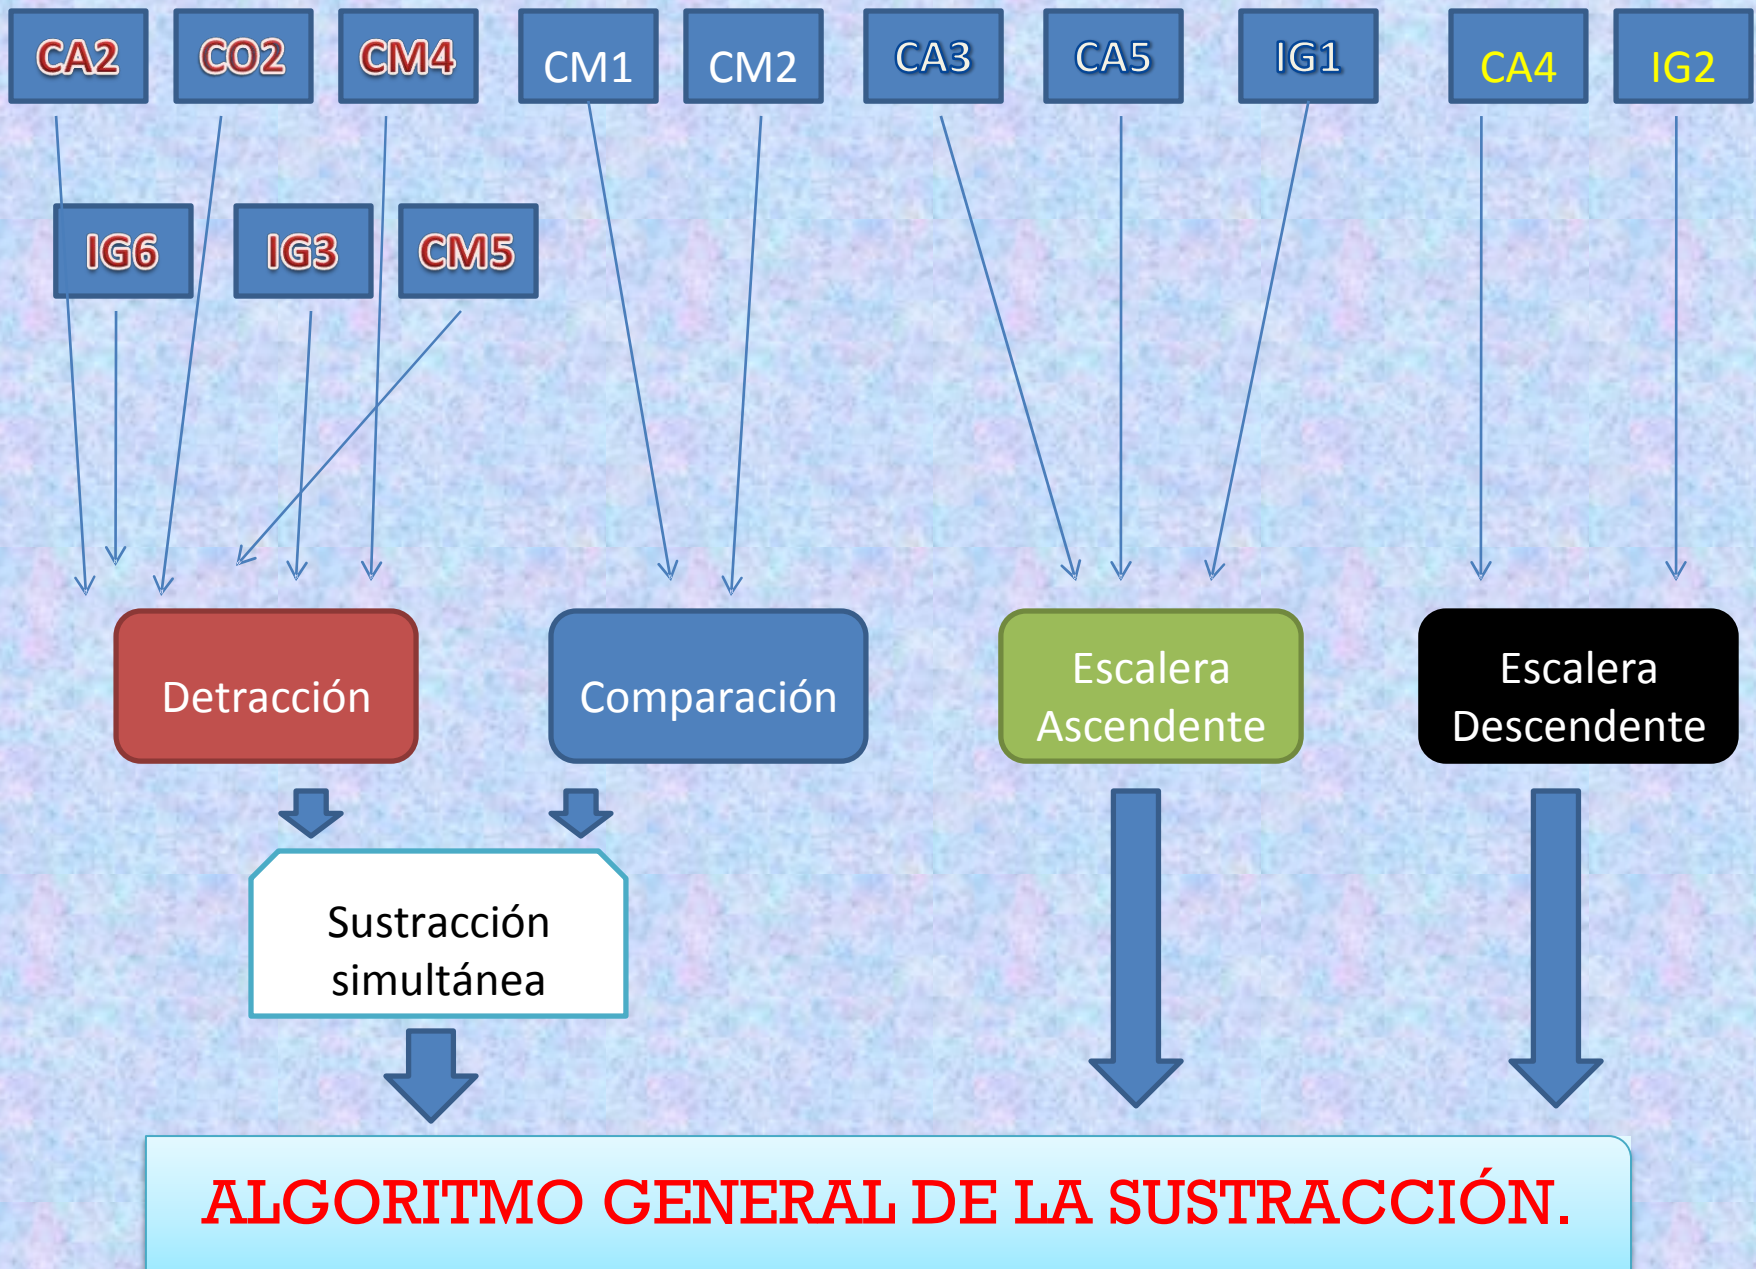 CA2
CO2
CM4
CM1
CM2
CA3
CA5
IG1
CA4
IG2
IG6
IG3
CM5
Detracción
Comparación
Escalera
Ascendente
Escalera
Descendente
Sustracción
simultánea
ALGORITMO GENERAL DE LA SUSTRACCIÓN.